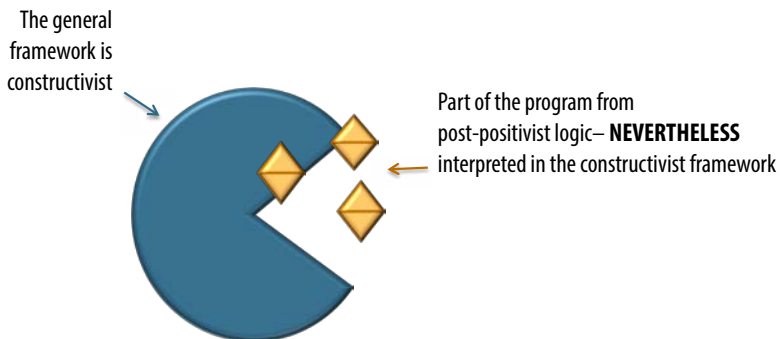 The general
framework is
constructivist
Part of the program from
post-positivist logic– NEVERTHELESS
interpreted in the constructivist framework